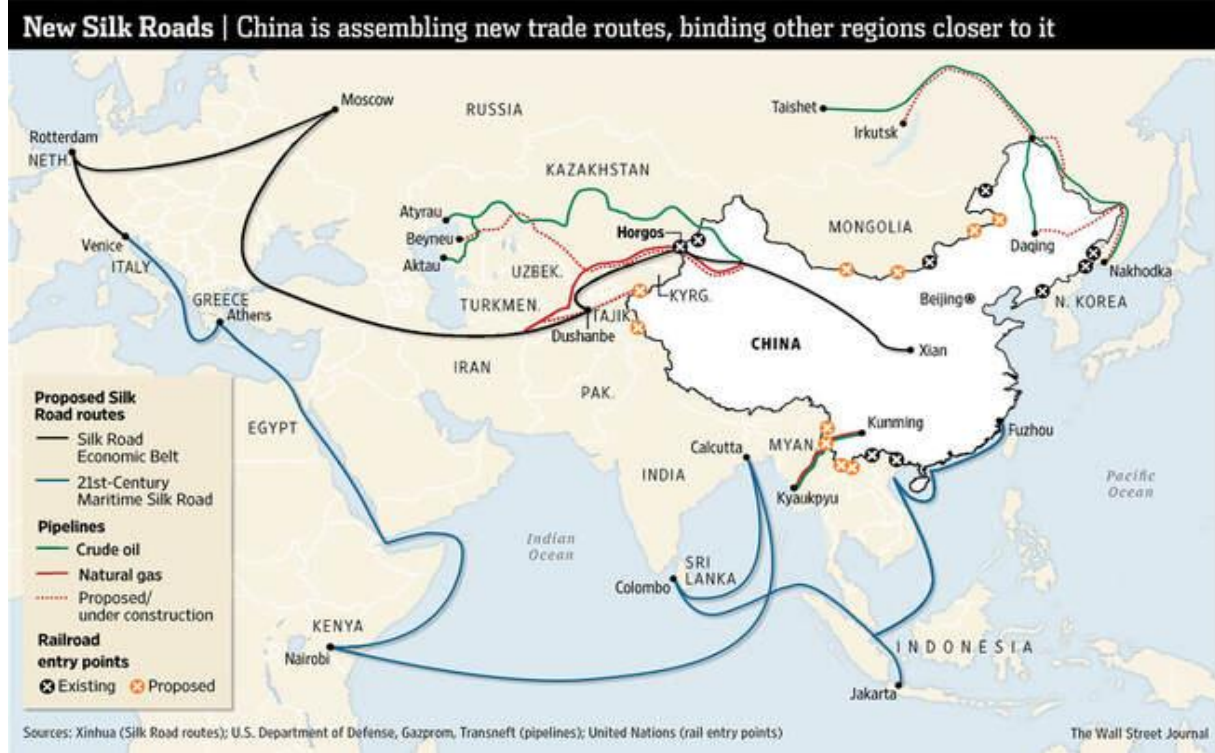 New Silk Roads | China is assembling new trade routes, binding other regions closer to it
Moscow
RUSSIA
Taishet
Irkutsk
Rotterdam
NETH.
KAZAKHSTAN
Atyrau
Beyneu
Aktau
Horgos
MONGOLIA
Daqing
Nakhodka
Venice
ITALY
UZBEK.
GREECE
Athens
TURKMEN.
KYRG.
TAJIK.
Dushanbe
Beijing
N. KOREA
CHINA
Xian
IRAN
PAK.
EGYPT
Calcutta
MYAN.
Kunming
Fuzhou
INDIA
Kyaukpyu
Pacific
Ocean
Indian
Ocean
SRI
LANKA
Colombo
KENYA
Nairobi
INDONESIA
Jakarta
Proposed Silk
Road routes
Silk Road
Economic Belt
21st-Century
Maritime Silk Road
Pipelines
Crude oil
Natural gas
Proposed/
under construction
Railroad
entry points
Existing
Proposed
Sources: Xinhua (Silk Road routes); U.S. Department of Defense, Gazprom, Transneft (pipelines); United Nations (rail entry points)
The Wall Street Journal